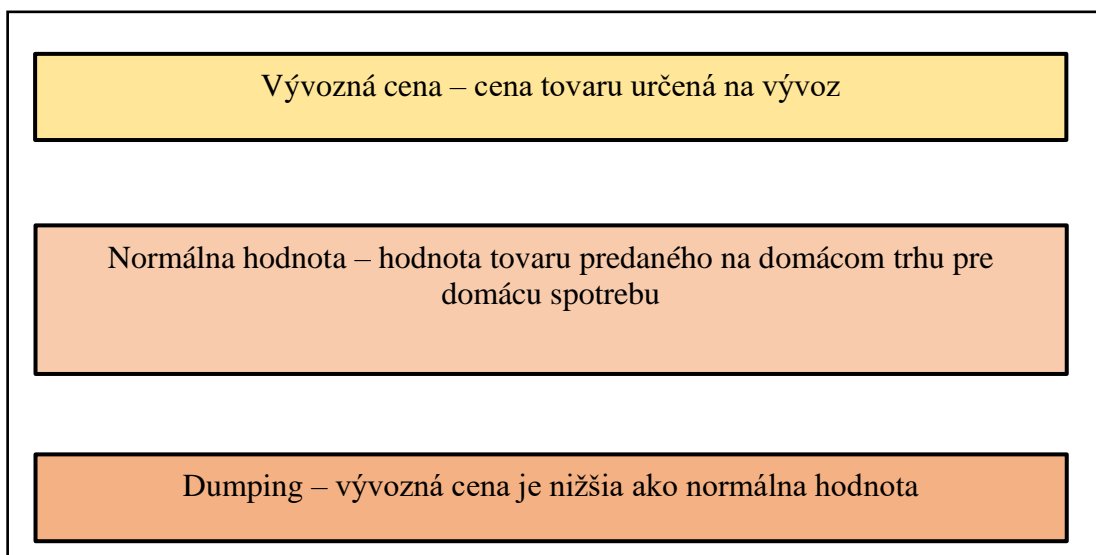 Vývozná cena – cena tovaru určená na vývoz
Normálna hodnota – hodnota tovaru predaného na domácom trhu pre
domácu spotrebu
Dumping – vývozná cena je nižšia ako normálna hodnota